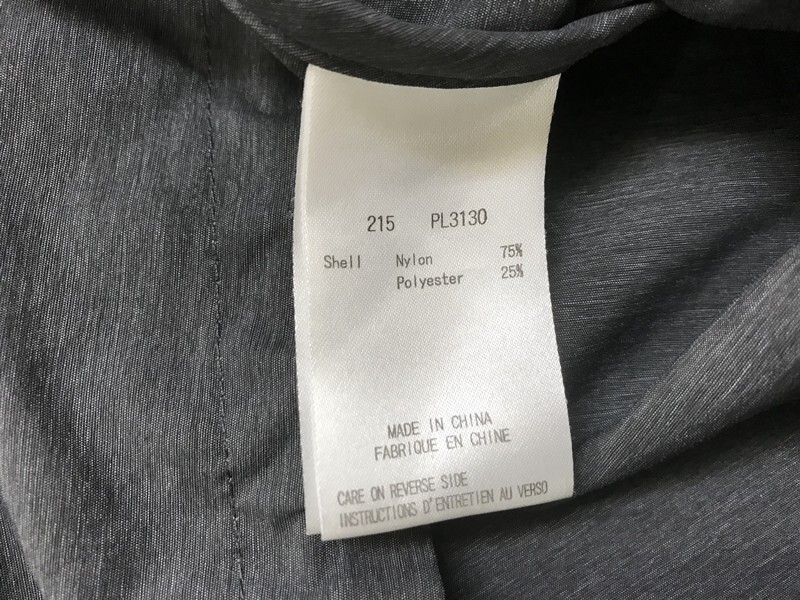 215 PL3130
Shell Nylon 75%
Polyester 25%
MADE IN CHINA
FABRIQUE EN CHINE
CARE ON REVERSE SIDE
INSTRUCTIONS D'ENTRETIEN AU VERSO